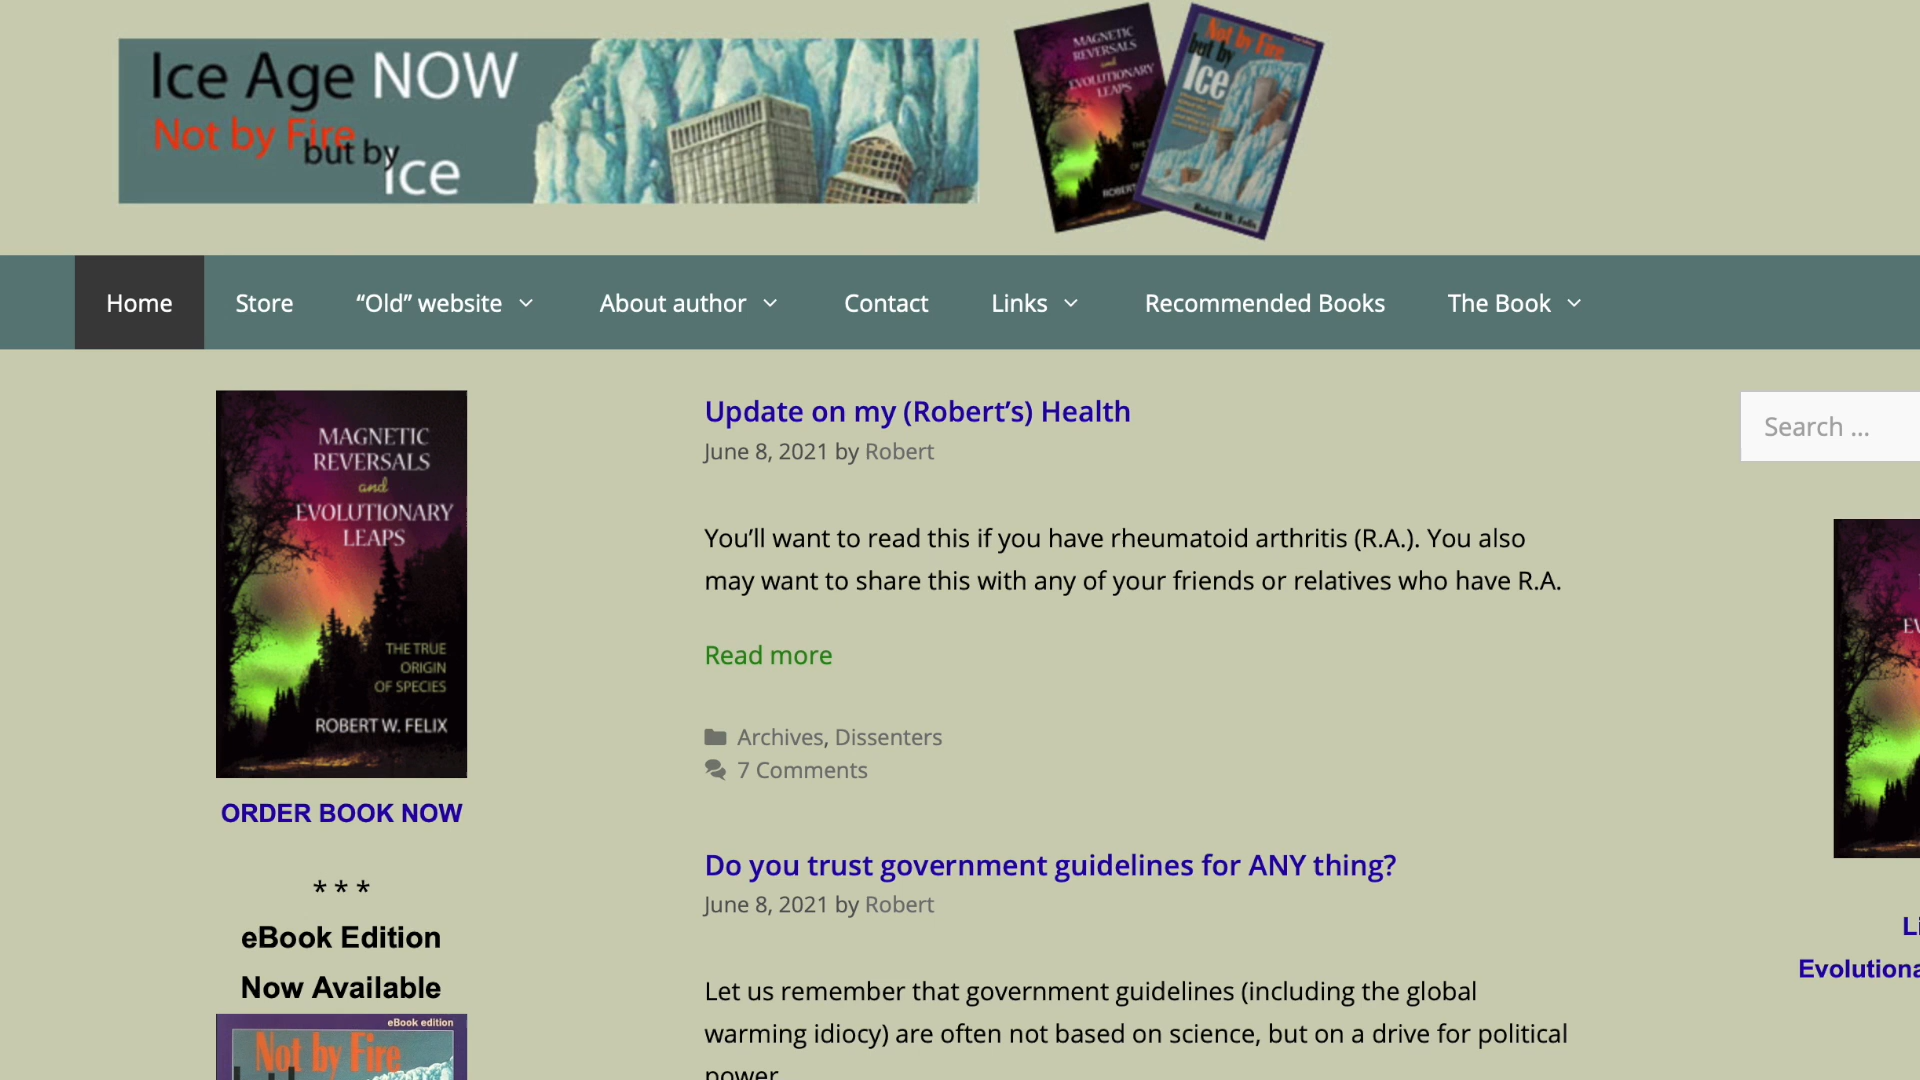 Ice Age NOW
Not by Fire
but by
Ice
MAGNETIC
REVERSALS
and
EVOLUTIONARY
LEAPS
Not by Fire
but by
Ice
Robert W. Felix
Home
Store
“Old” website
About author
Contact
Links
Recommended Books
The Book
MAGNETIC
REVERSALS
and
EVOLUTIONARY
LEAPS
THE TRUE
ORIGIN
OF SPECIES
ROBERT W. FELIX
ORDER BOOK NOW
* * *
eBook Edition
Now Available
eBook edition
Not by Fire
Update on my (Robert’s) Health
June 8, 2021 by Robert
You’ll want to read this if you have rheumatoid arthritis (R.A.). You also
may want to share this with any of your friends or relatives who have R.A.
Read more
Archives, Dissenters
7 Comments
Do you trust government guidelines for ANY thing?
June 8, 2021 by Robert
Let us remember that government guidelines (including the global
warming idiocy) are often not based on science, but on a drive for political
power.
Search ...